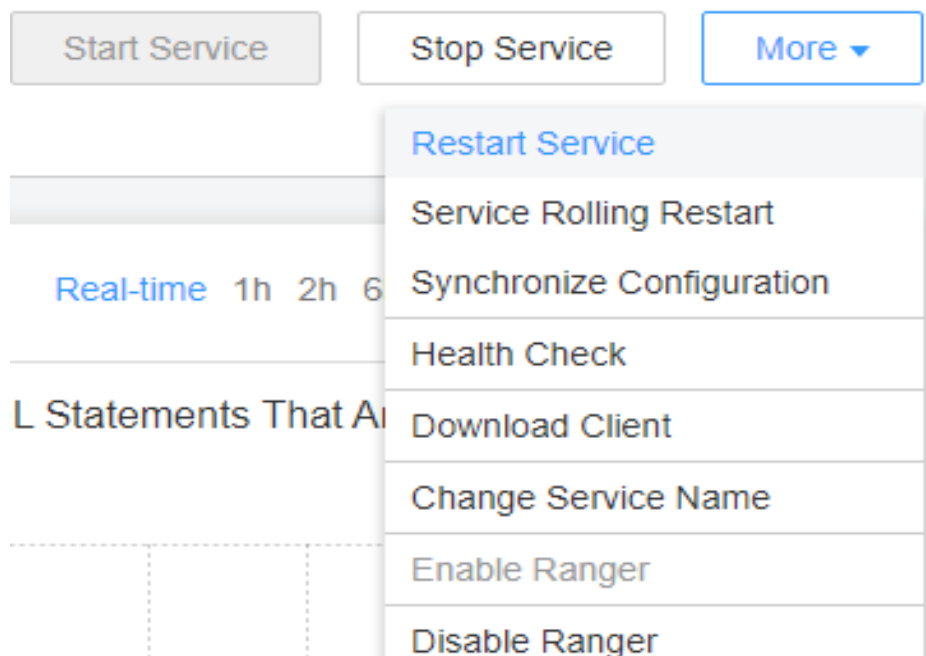 Start Service Stop Service More
Restart Service
Service Rolling Restart
Real-time 1h 2h 6 Synchronize Configuration
Health Check
L Statements That Download Client
Change Service Name
Enable Ranger
Disable Ranger